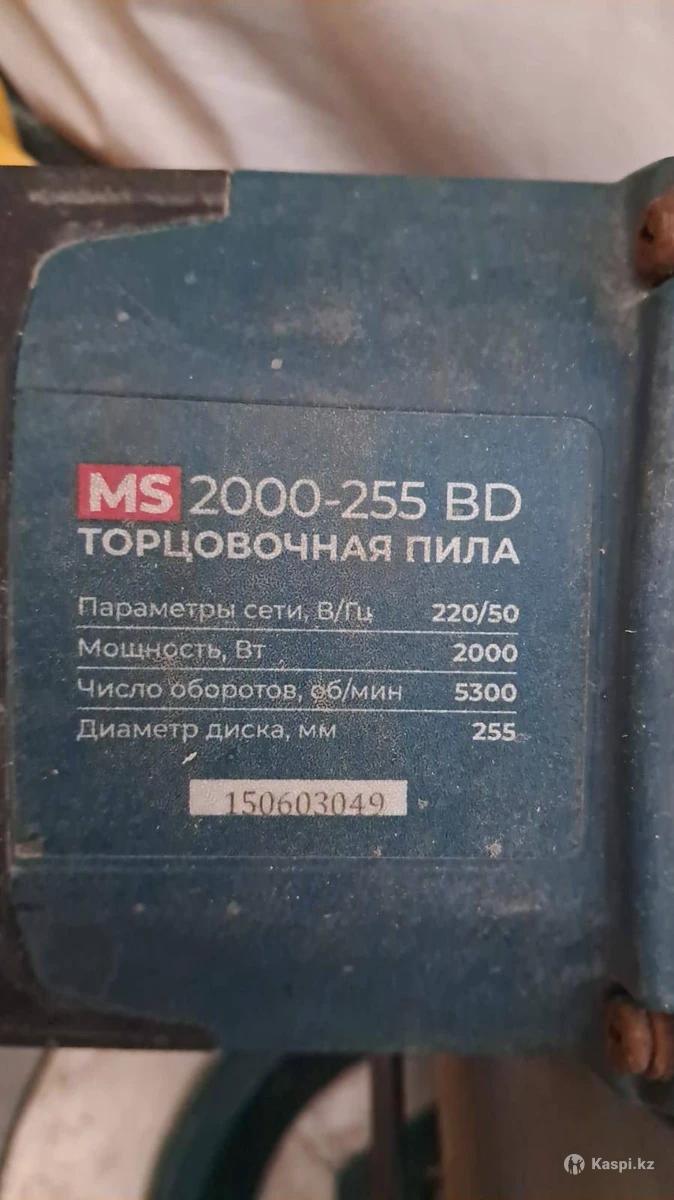 MS 2000-255 BD
ТОРЦОВОЧНАЯ ПИЛА
Параметры сети, В/Гц 220/50
Мощность, Вт 2000
Число оборотов, об/мин 5300
Диаметр диска, мм 255
150603049
Kaspi.kz